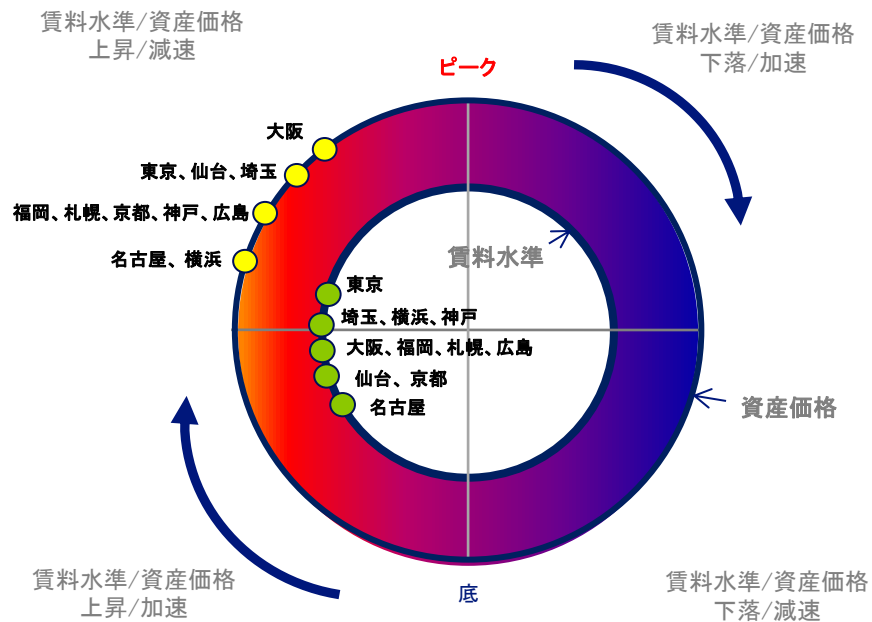 賃料水準/資産価格
上昇/減速
賃料水準/資産価格
下落/加速
ピーク
大阪
東京、仙台、埼玉
福岡、札幌、京都、神戸、広島
名古屋、横浜
賃料水準
東京
埼玉、横浜、神戸
大阪、福岡、札幌、広島
仙台、京都
名古屋
資産価格
賃料水準/資産価格
上昇/加速
底
賃料水準/資産価格
下落/減速